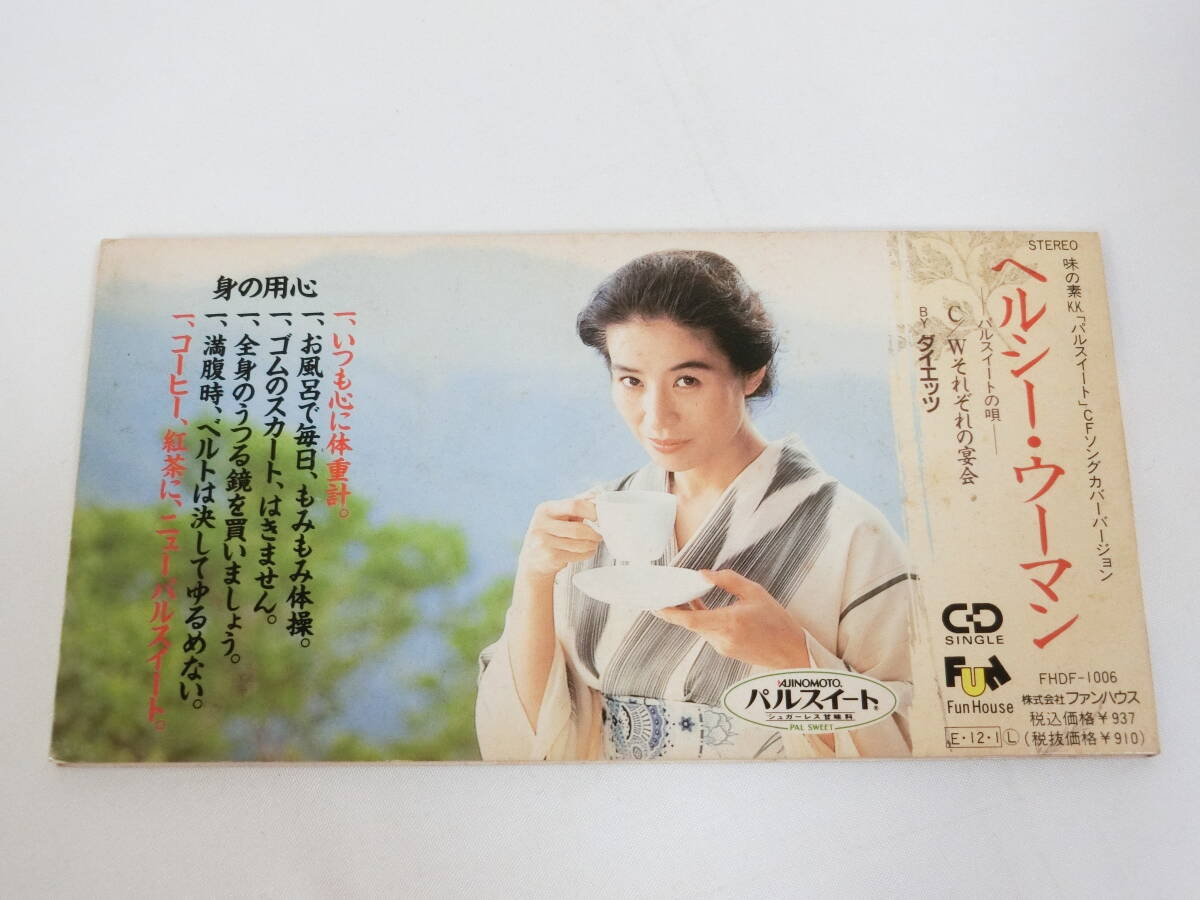 身の用心
一、いつも心に体重計。
一、お風呂で毎日、もみもみ体操。
一、ゴムのスカート、はきません。
一、全身のうつる鏡を買いましょう。
一、満腹時、ベルトは決してゆるめない。
一、コーヒー、紅茶に、ニューパルスイート。
AJINOMOTO.
パルスイート®
シュガーレス甘味料
PAL SWEET
STEREO
味の素KK.「パルスイート」CFソングカバーバージョン
ヘルシー・ウーマン
パルスイートの唄——
C/Wそれぞれの宴会
BY ダイエッツ
CD
SINGLE
FUN
Fun House
FHDF-1006
株式会社ファンハウス
税込価格¥937
E・12・1 Ⓛ (税抜価格¥910)